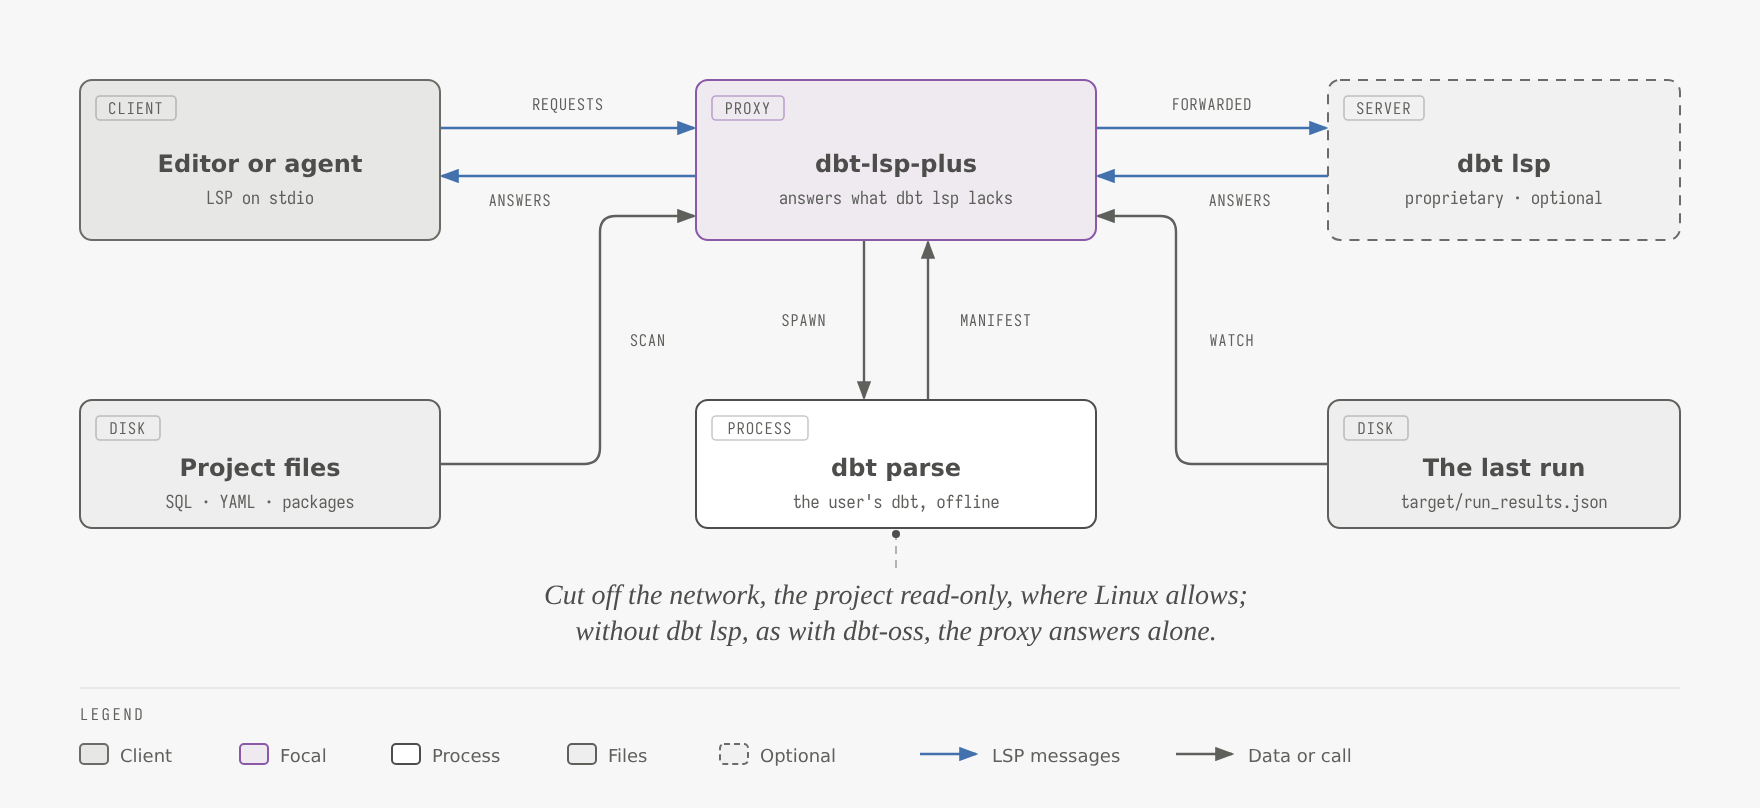 CLIENT
Editor or agent
LSP on stdio
REQUESTS
ANSWERS
PROXY
dbt-lsp-plus
answers what dbt lsp lacks
FORWARDED
ANSWERS
SERVER
dbt lsp
proprietary · optional
SCAN
SPAWN
MANIFEST
WATCH
DISK
Project files
SQL · YAML · packages
PROCESS
dbt parse
the user's dbt, offline
DISK
The last run
target/run_results.json
Cut off the network, the project read-only, where Linux allows;
without dbt lsp, as with dbt-oss, the proxy answers alone.
LEGEND
Client
Focal
Process
Files
Optional
LSP messages
Data or call